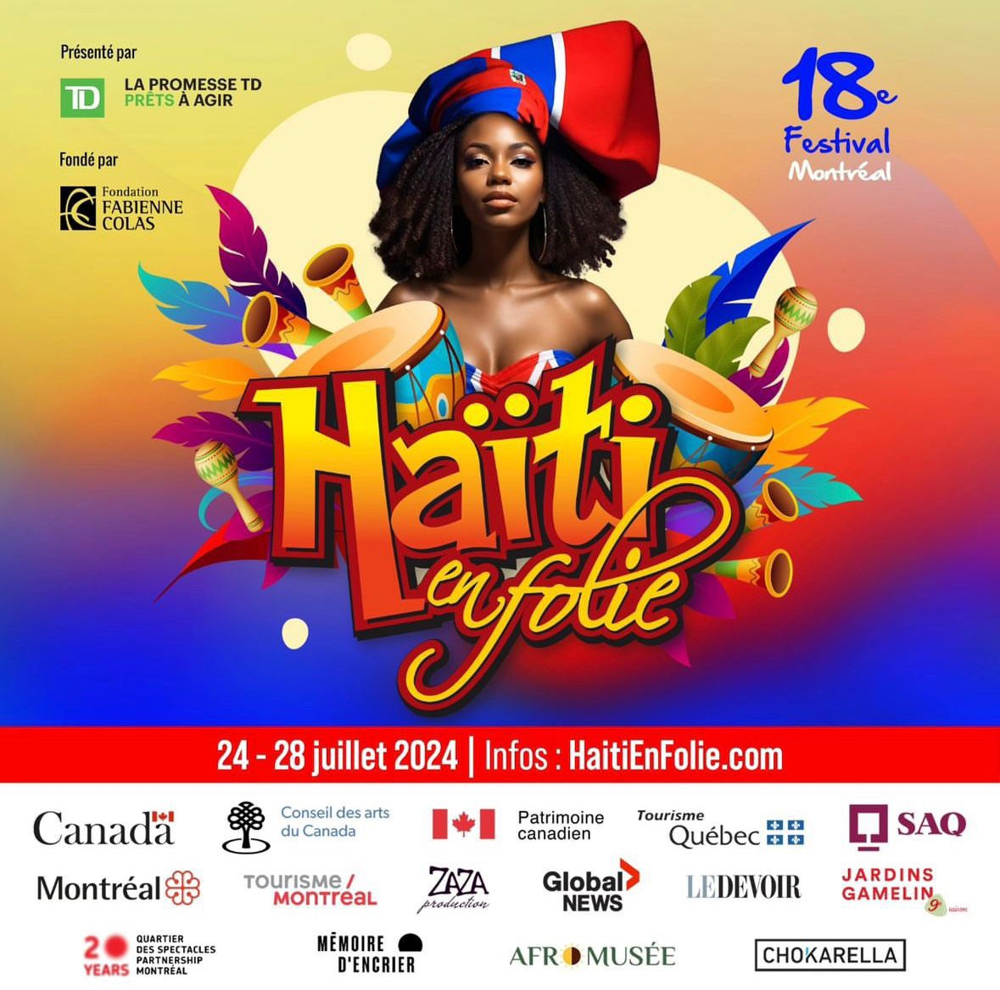 Présenté par
TD
LA PROMESSE TD
PRÊTS À AGIR
Fondé par
Fondation
FABIENNE
COLAS
18e
Festival
Montréal
Haïti
en folie
24 - 28 juillet 2024 | Infos : HaitiEnFolie.com
Canada
Conseil des arts
du Canada
Patrimoine
canadien
Tourisme
Québec
SAQ
Montréal
TOURISME /
MONTRÉAL
ZAZA
production
Global
NEWS
LE DEVOIR
JARDINS
GAMELIN
9e saison
20
YEARS
QUARTIER
DES SPECTACLES
PARTNERSHIP
MONTRÉAL
MÉMOIRE
D'ENCRIER
AFROMUSÉE
CHOKARELLA